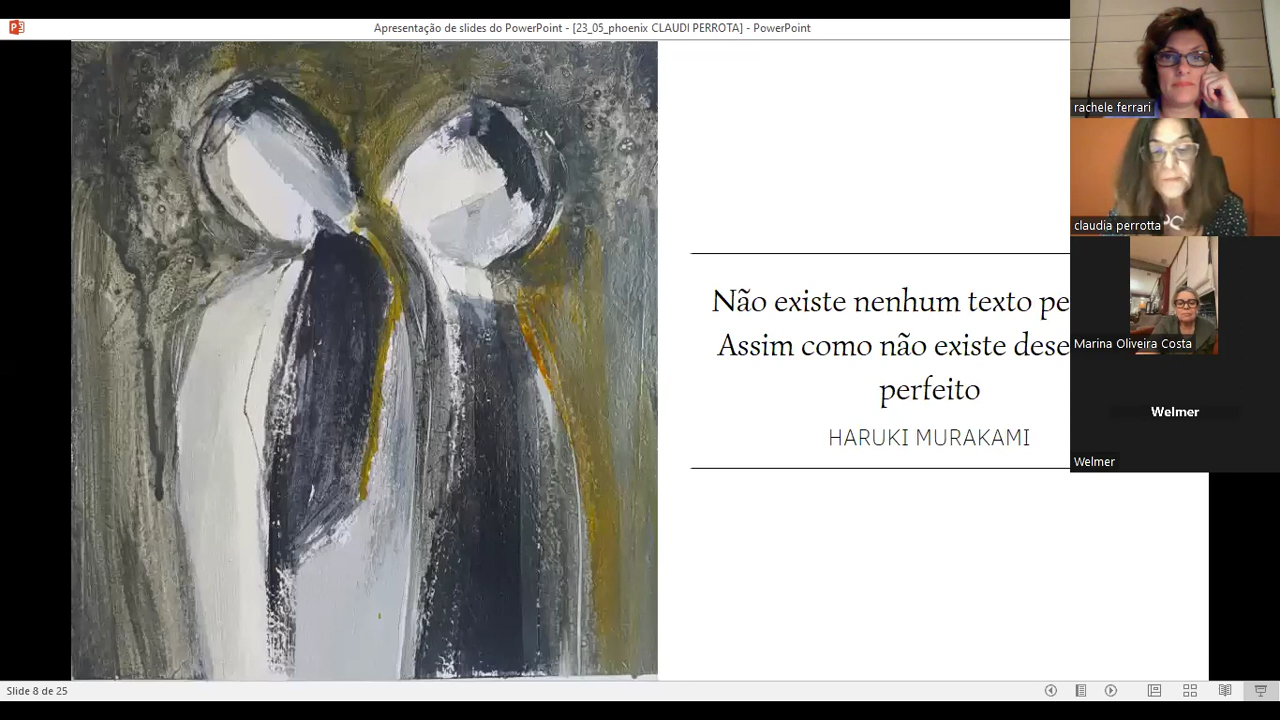 Apresentação de slides do PowerPoint - [23_05_phoenix CLAUDI PERROTA] - PowerPoint
rachele ferrari
claudia perrotta
Marina Oliveira Costa
Welmer
Welmer
Não existe nenhum texto pe
Assim como não existe dese
perfeito
HARUKI MURAKAMI
Slide 8 de 25